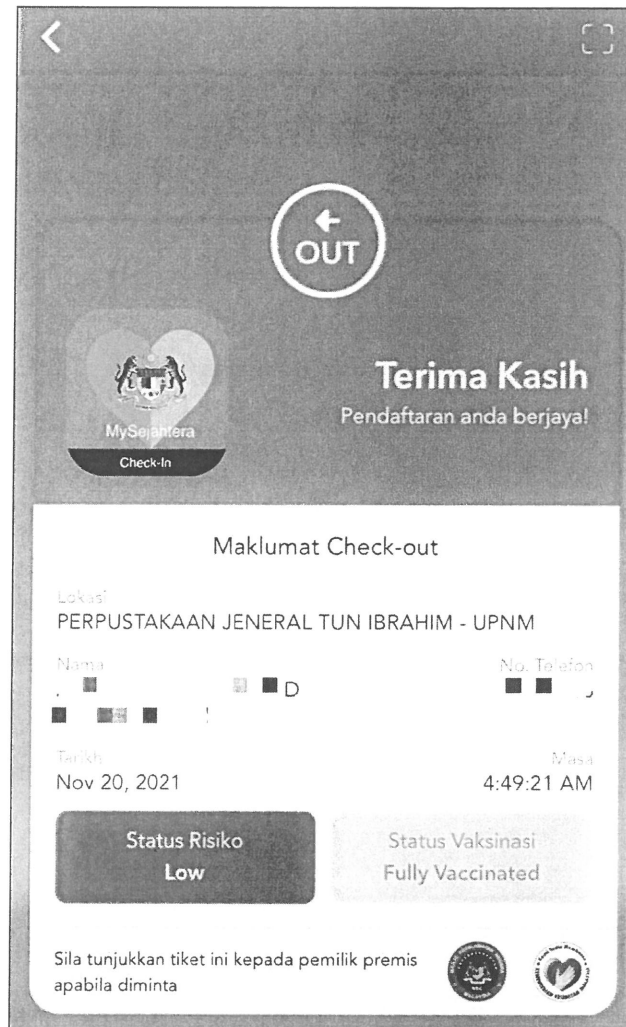 OUT
MySejahtera
Check-In
Terima Kasih
Pendaftaran anda berjaya!
Maklumat Check-out
Lokasi
PERPUSTAKAAN JENERAL TUN IBRAHIM - UPNM
Nama
No. Telefon
D
Tarikh
Masa
Nov 20, 2021
4:49:21 AM
Status Risiko
Low
Status Vaksinasi
Fully Vaccinated
Sila tunjukkan tiket ini kepada pemilik premis
apabila diminta